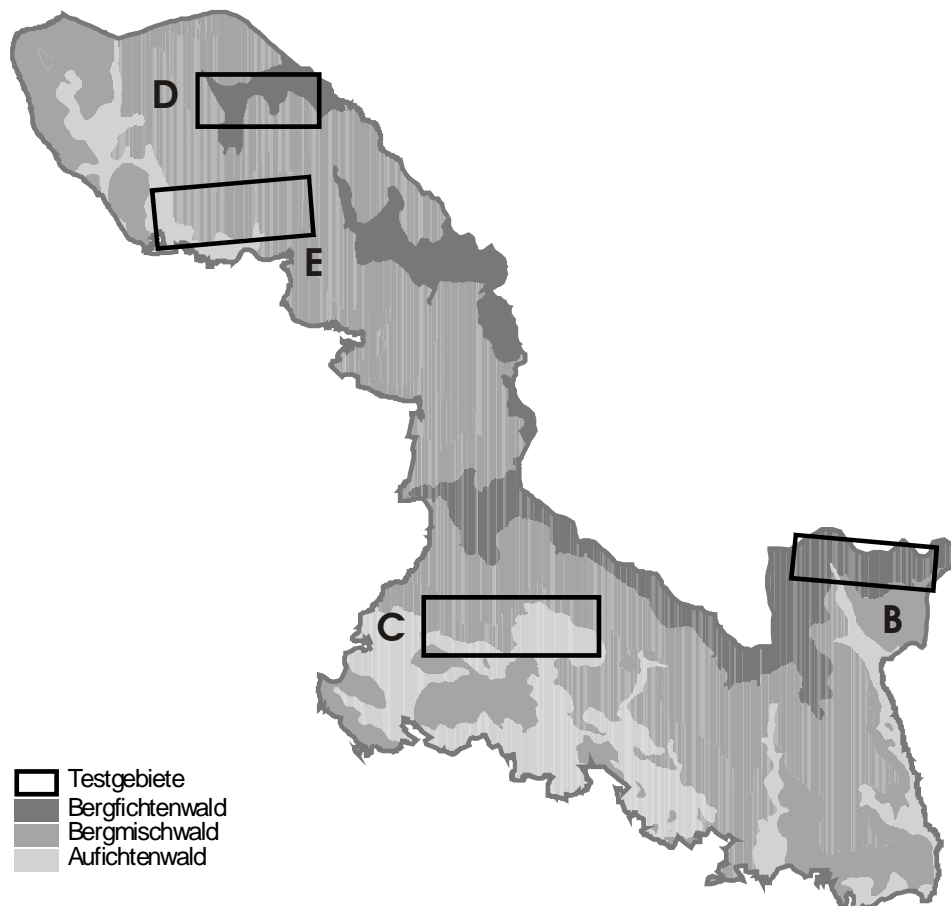 D
E
C
B
Testgebiete
Bergfichtenwald
Bergmischwald
Aufichtenwald